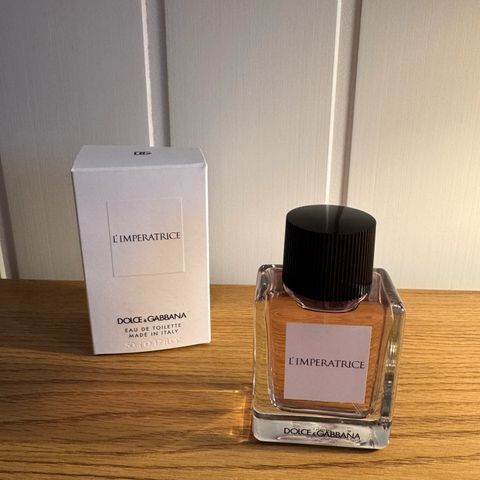 L'IMPERATRICE
DOLCE & GABBANA
EAU DE TOILETTE
MADE IN ITALY
L'IMPERATRICE
DOLCE & GABBANA